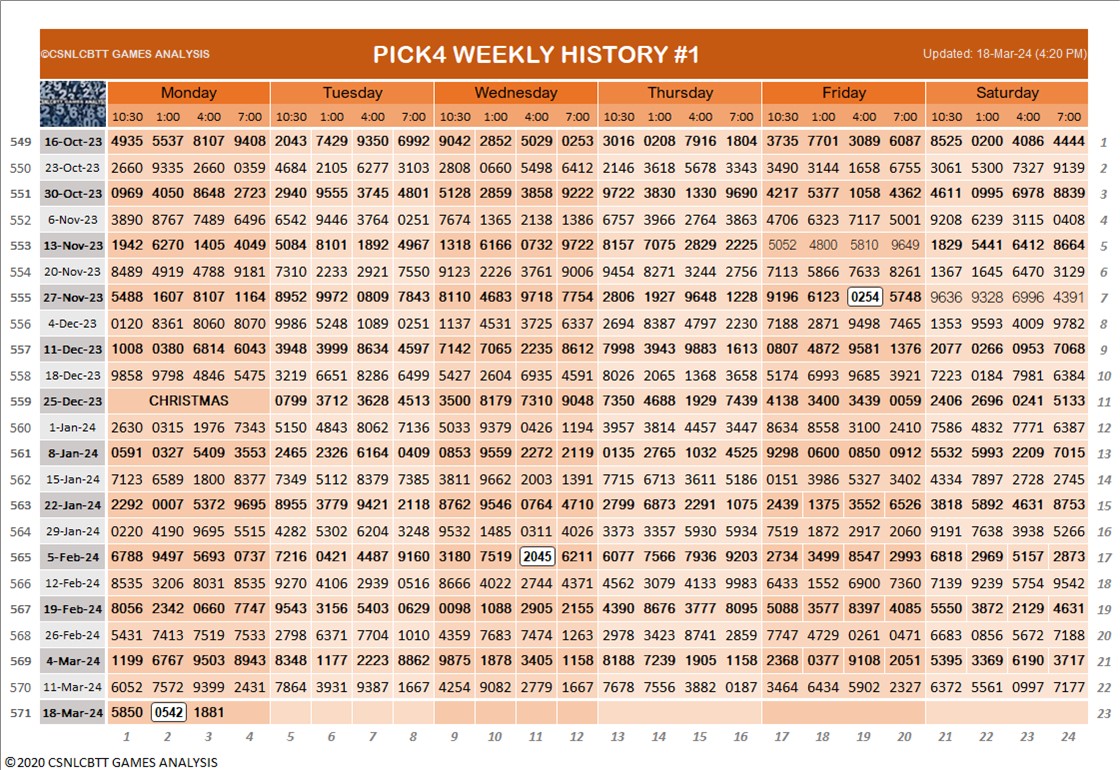 ©CSNLCBTT GAMES ANALYSIS PICK4 WEEKLY HISTORY #1 Updated: 18-Mar-24 (4:20 PM)
Monday Tuesday Wednesday Thursday Friday Saturday
10:30 1:00 4:00 7:00 10:30 1:00 4:00 7:00 10:30 1:00 4:00 7:00 10:30 1:00 4:00 7:00 10:30 1:00 4:00 7:00 10:30 1:00 4:00 7:00
549 16-Oct-23 4935 5537 8107 9408 2043 7429 9350 6992 9042 2852 5029 0253 3016 0208 7916 1804 3735 7701 3089 6087 8525 0200 4086 4444 1
550 23-Oct-23 2660 9335 2660 0359 4684 2105 6277 3103 2808 0660 5498 6412 2146 3618 5678 3343 3490 3144 1658 6755 3061 5300 7327 9139 2
551 30-Oct-23 0969 4050 8648 2723 2940 9555 3745 4801 5128 2859 3858 9222 9722 3830 1330 9690 4217 5377 1058 4362 4611 0995 6978 8839 3
552 6-Nov-23 3890 8767 7489 6496 6542 9446 3764 0251 7674 1365 2138 1386 6757 3966 2764 3863 4706 6323 7117 5001 9208 6239 3115 0408 4
553 13-Nov-23 1942 6270 1405 4049 5084 8101 1892 4967 1318 6166 0732 9722 8157 7075 2829 2225 5052 4800 5810 9649 1829 5441 6412 8664 5
554 20-Nov-23 8489 4919 4788 9181 7310 2233 2921 7550 9123 2226 3761 9006 9454 8271 3244 2756 7113 5866 7633 8261 1367 1645 6470 3129 6
555 27-Nov-23 5488 1607 8107 1164 8952 9972 0809 7843 8110 4683 9718 7754 2806 1927 9648 1228 9196 6123 0254 5748 9636 9328 6996 4391 7
556 4-Dec-23 0120 8361 8060 8070 9986 5248 1089 0251 1137 4531 3725 6337 2694 8387 4797 2230 7188 2871 9498 7465 1353 9593 4009 9782 8
557 11-Dec-23 1008 0380 6814 6043 3948 3999 8634 4597 7142 7065 2235 8612 7998 3943 9883 1613 0807 4872 9581 1376 2077 0266 0953 7068 9
558 18-Dec-23 9858 9798 4846 5475 3219 6651 8286 6499 5427 2604 6935 4591 8026 2065 1368 3658 5174 6993 9685 3921 7223 0184 7981 6384 10
559 25-Dec-23 CHRISTMAS 0799 3712 3628 4513 3500 8179 7310 9048 7350 4688 1929 7439 4138 3400 3439 0059 2406 2696 0241 5133 11
560 1-Jan-24 2630 0315 1976 7343 5150 4843 8062 7136 5033 9379 0426 1194 3957 3814 4457 3447 8634 8558 3100 2410 7586 4832 7771 6387 12
561 8-Jan-24 0591 0327 5409 3553 2465 2326 6164 0409 0853 9559 2272 2119 0135 2765 1032 4525 9298 0600 0850 0912 5532 5993 2209 7015 13
562 15-Jan-24 7123 6589 1800 8377 7349 5112 8379 7385 3811 9662 2003 1391 7715 6713 3611 5186 0151 3986 5327 3402 4334 7897 2728 2745 14
563 22-Jan-24 2292 0007 5372 9695 8955 3779 9421 2118 8762 9546 0764 4710 2799 6873 2291 1075 2439 1375 3552 6526 3818 5892 4631 8753 15
564 29-Jan-24 0220 4190 9695 5515 4282 5302 6204 3248 9532 1485 0311 4026 3373 3357 5930 5934 7519 1872 2917 2060 9191 7638 3938 5266 16
565 5-Feb-24 6788 9497 5693 0737 7216 0421 4487 9160 3180 7519 2045 6211 6077 7566 7936 9203 2734 3499 8547 2993 6818 2969 5157 2873 17
566 12-Feb-24 8535 3206 8031 8535 9270 4106 2939 0516 8666 4022 2744 4371 4562 3079 4133 9983 6433 1552 6900 7360 7139 9239 5754 9542 18
567 19-Feb-24 8056 2342 0660 7747 9543 3156 5403 0629 0098 1088 2905 2155 4390 8676 3777 8095 5088 3577 8397 4085 5550 3872 2129 4631 19
568 26-Feb-24 5431 7413 7519 7533 2798 6371 7704 1010 4359 7683 7474 1263 2978 3423 8741 2859 7747 4729 0261 0471 6683 0856 5672 7188 20
569 4-Mar-24 1199 6767 9503 8943 8348 1177 2223 8862 9875 1878 3405 1158 8188 7239 1905 1158 2368 0377 9108 2051 5395 3369 6190 3717 21
570 11-Mar-24 6052 7572 9399 2431 7864 3931 9387 1667 4254 9082 2779 1667 7678 7556 3882 0187 3464 6434 5902 2327 6372 5561 0997 7177 22
571 18-Mar-24 5850 0542 1881 23
1 2 3 4 5 6 7 8 9 10 11 12 13 14 15 16 17 18 19 20 21 22 23 24
©2020 CSNLCBTT GAMES ANALYSIS